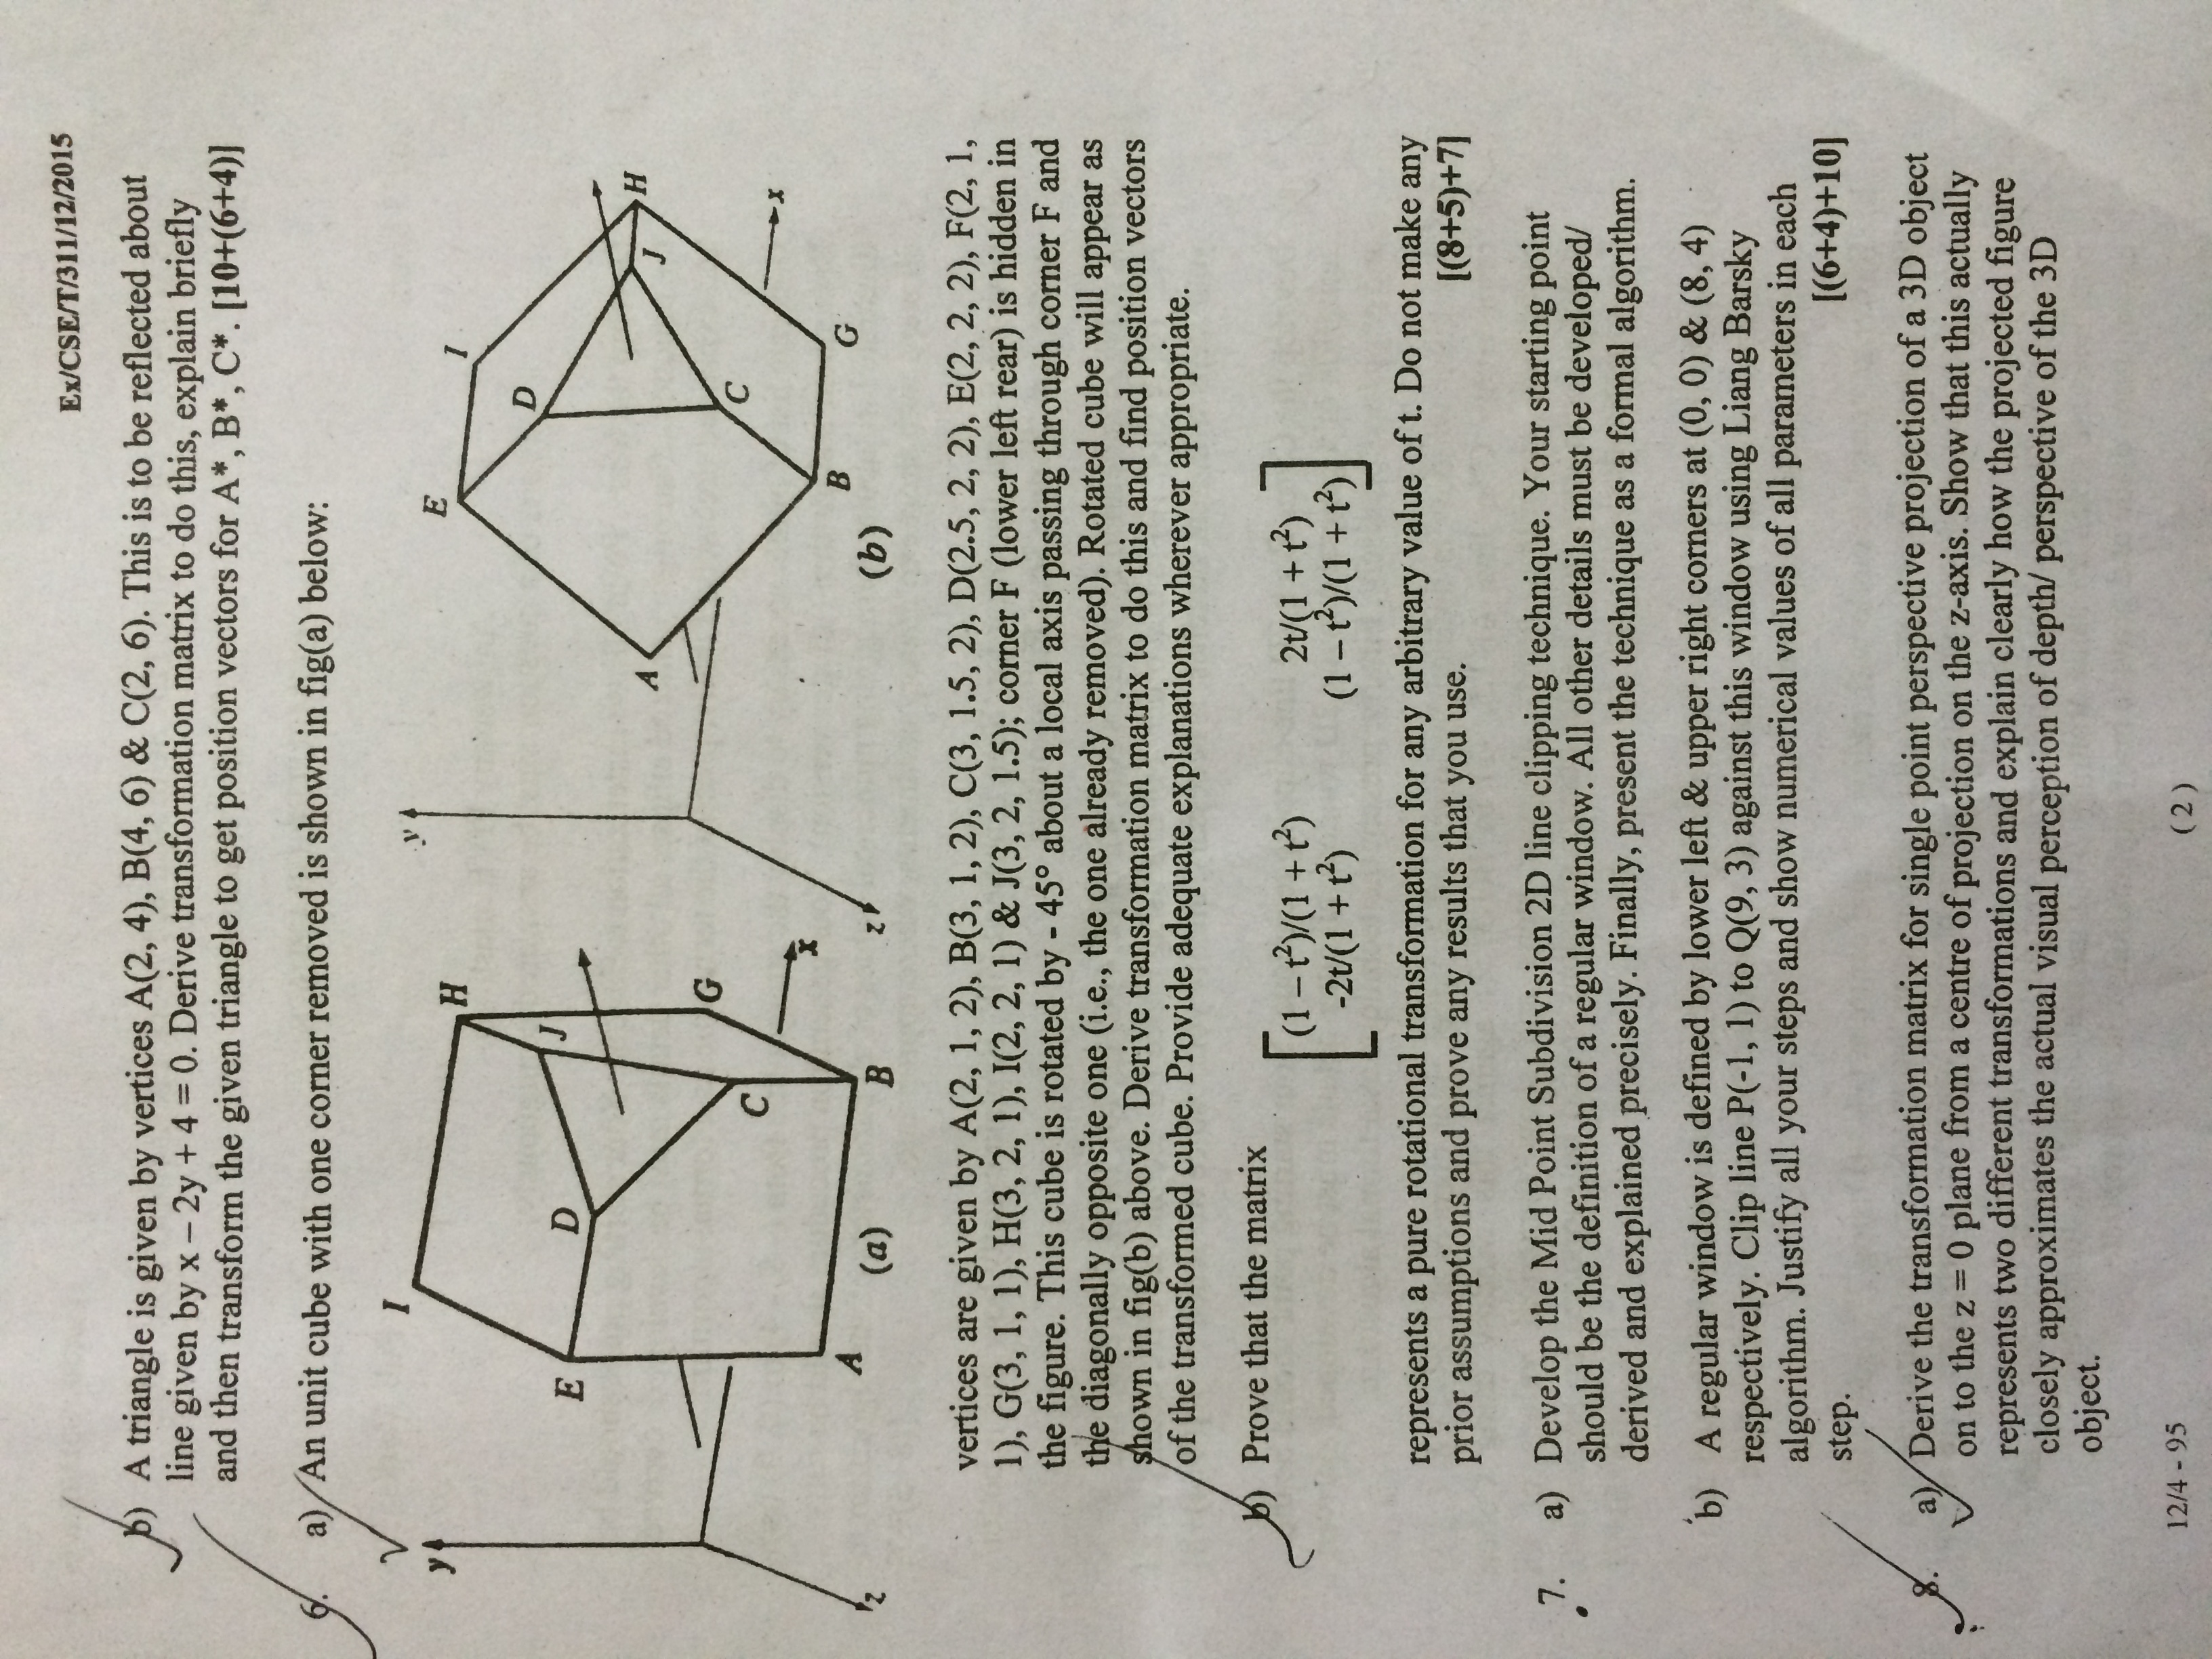 Ex/CSE/T/311/12/2015
b) A triangle is given by vertices A(2, 4), B(4, 6) & C(2, 6). This is to be reflected about
line given by x – 2y + 4 = 0. Derive transformation matrix to do this, explain briefly
and then transform the given triangle to get position vectors for A*, B*, C*. [10+(6+4)]
6. a) An unit cube with one corner removed is shown in fig(a) below:
y
I
H
E
D
J
C
G
A
B
x
z
(a)
y
E
I
D
A
J
H
C
B
G
x
z
(b)
vertices are given by A(2, 1, 2), B(3, 1, 2), C(3, 1.5, 2), D(2.5, 2, 2), E(2, 2, 2), F(2, 1,
1), G(3, 1, 1), H(3, 2, 1), I(2, 2, 1) & J(3, 2, 1.5); corner F (lower left rear) is hidden in
the figure. This cube is rotated by - 45° about a local axis passing through corner F and
the diagonally opposite one (i.e., the one already removed). Rotated cube will appear as
shown in fig(b) above. Derive transformation matrix to do this and find position vectors
of the transformed cube. Provide adequate explanations wherever appropriate.
b) Prove that the matrix
(1 – t²)/(1 + t²) 2t/(1 + t²)
-2t/(1 + t²) (1 – t²)/(1 + t²)
represents a pure rotational transformation for any arbitrary value of t. Do not make any
prior assumptions and prove any results that you use. [(8+5)+7]
7. a) Develop the Mid Point Subdivision 2D line clipping technique. Your starting point
should be the definition of a regular window. All other details must be developed/
derived and explained precisely. Finally, present the technique as a formal algorithm.
b) A regular window is defined by lower left & upper right corners at (0, 0) & (8, 4)
respectively. Clip line P(-1, 1) to Q(9, 3) against this window using Liang Barsky
algorithm. Justify all your steps and show numerical values of all parameters in each
step. [(6+4)+10]
8. a) Derive the transformation matrix for single point perspective projection of a 3D object
on to the z = 0 plane from a centre of projection on the z-axis. Show that this actually
represents two different transformations and explain clearly how the projected figure
closely approximates the actual visual perception of depth/ perspective of the 3D
object.
12/4 - 95
( 2 )